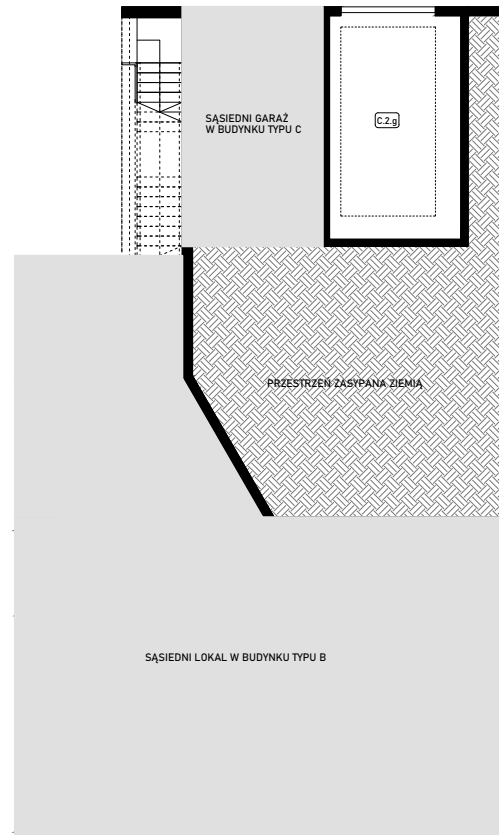 SĄSIEDNI GARAŻ
W BUDYNKU TYPU C
C.2.g
PRZESTRZEŃ ZASYPANA ZIEMIĄ
SĄSIEDNI LOKAL W BUDYNKU TYPU B